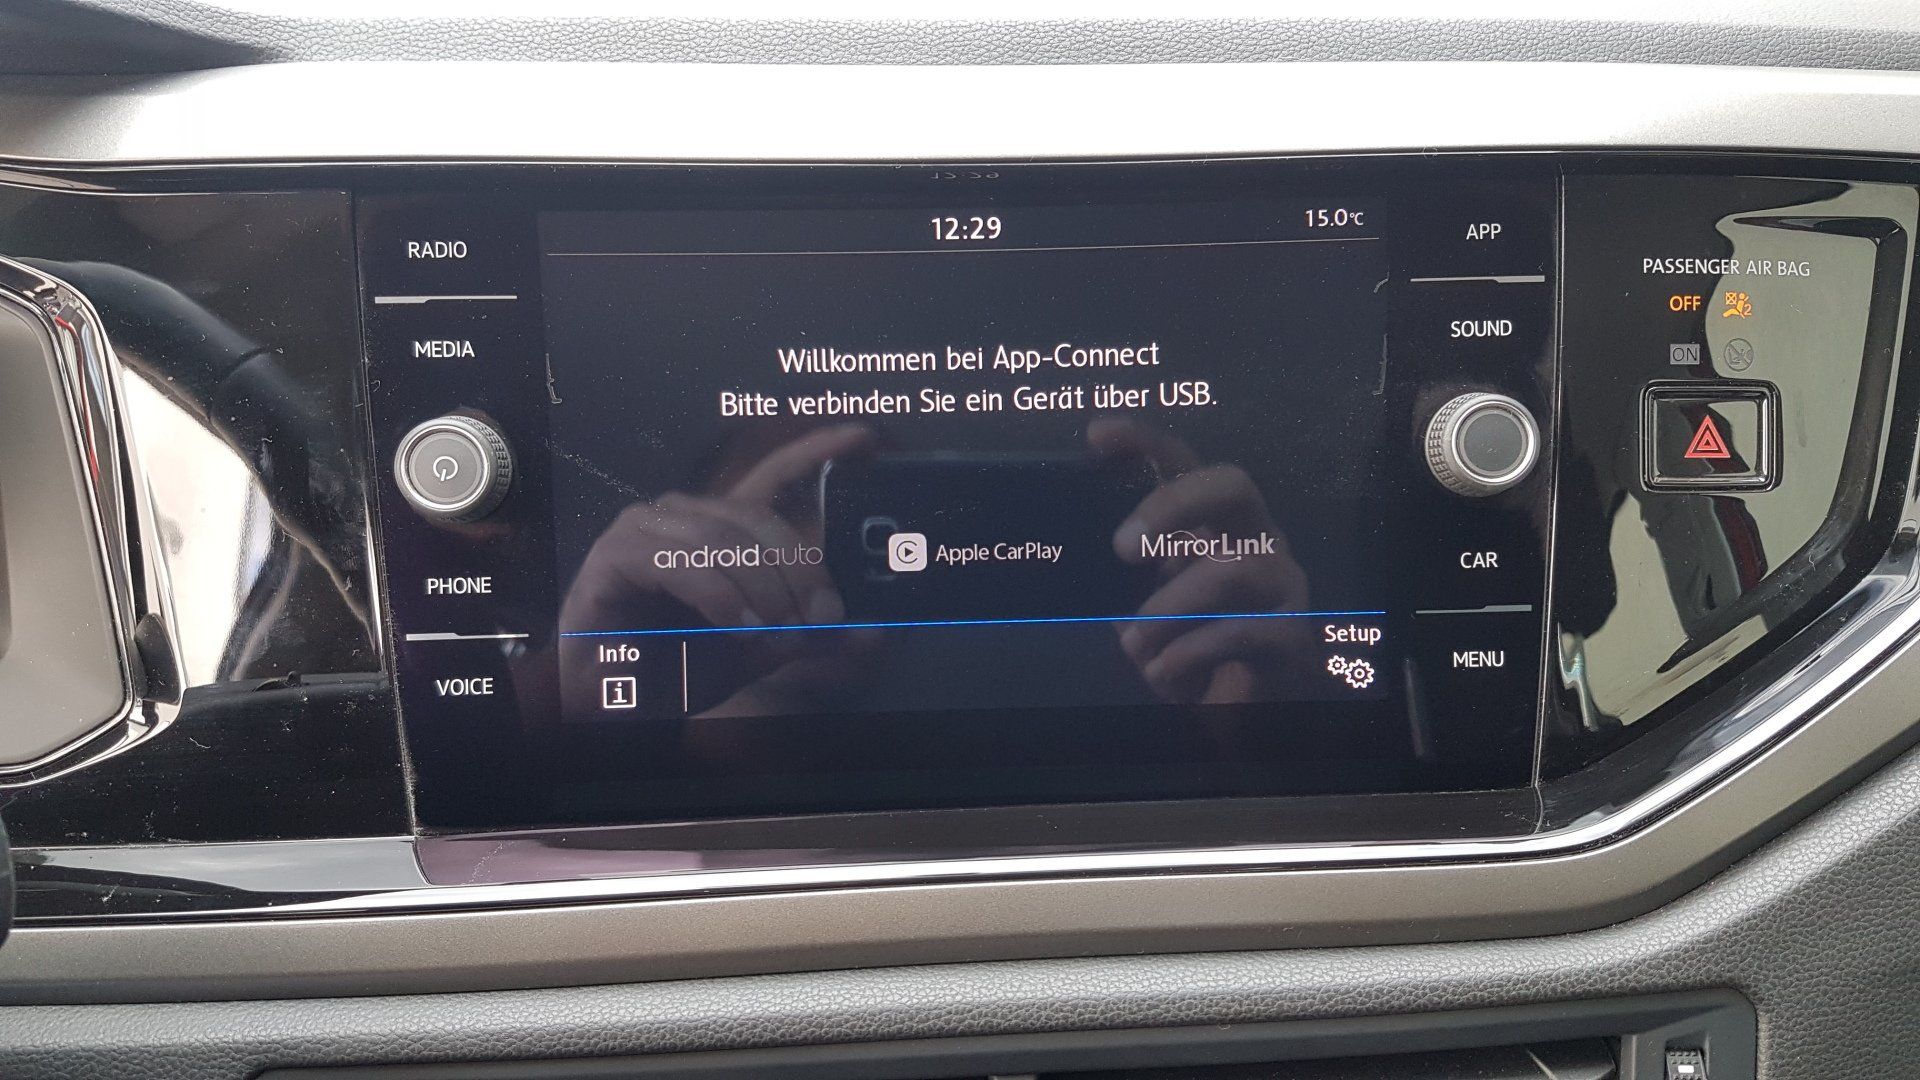 12:29
15.0°C
RADIO
MEDIA
PHONE
VOICE
Willkommen bei App-Connect
Bitte verbinden Sie ein Gerät über USB.
androidauto
Apple CarPlay
MirrorLink
Info
i
Setup
APP
SOUND
CAR
MENU
PASSENGER AIR BAG
OFF
2
ON